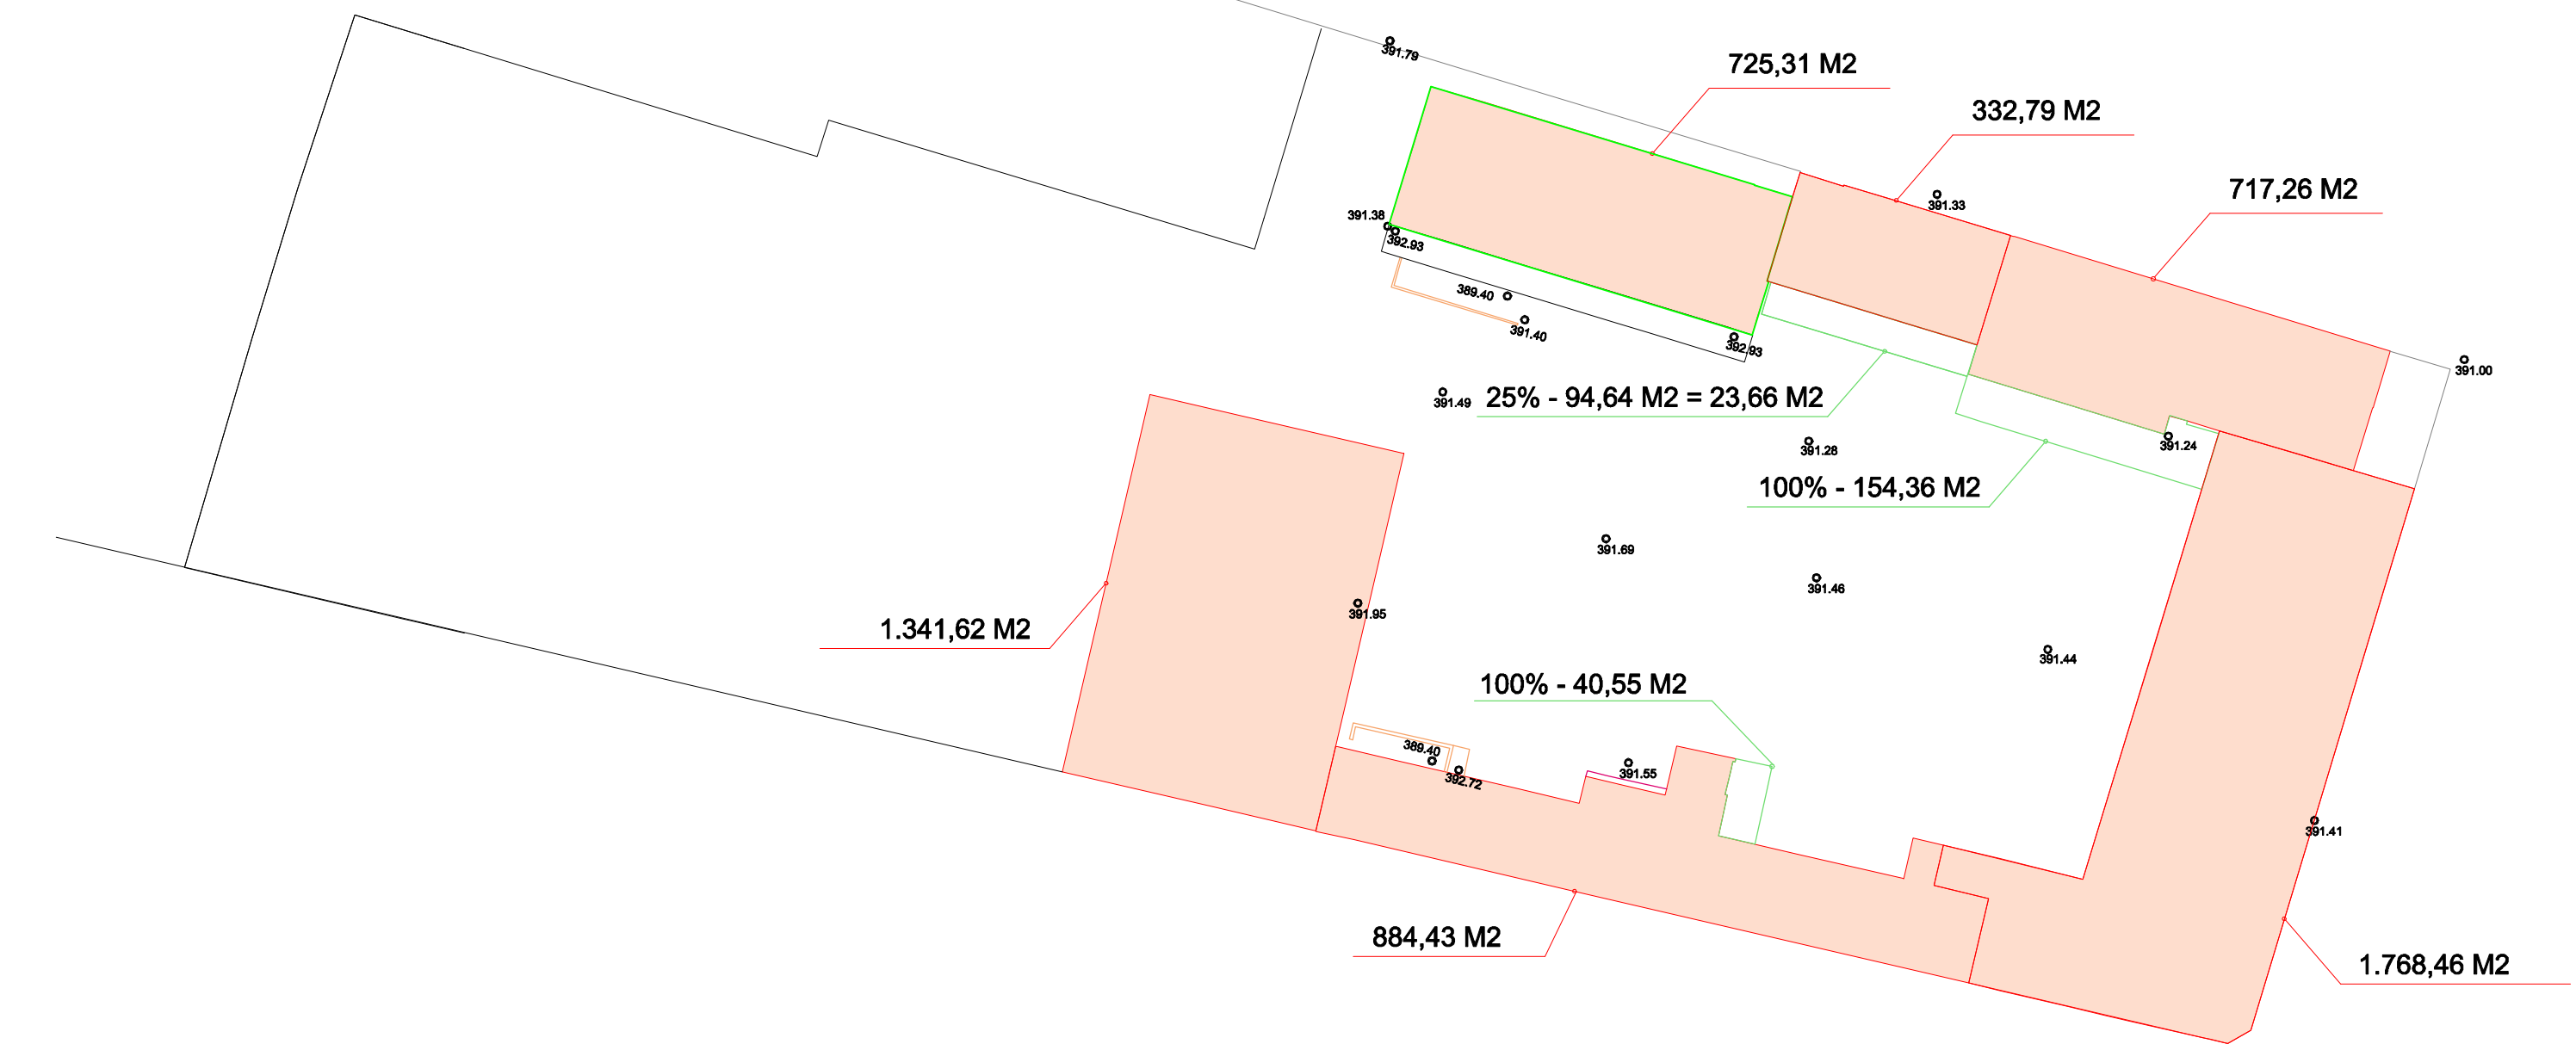 391.79
725,31 M2
332,79 M2
717,26 M2
391.33
391.38
392.93
389.40
391.40
392.93
391.00
391.49
25% - 94,64 M2 = 23,66 M2
391.28
391.24
100% - 154,36 M2
391.69
391.46
391.95
1.341,62 M2
391.44
100% - 40,55 M2
389.40
392.72
391.55
391.41
884,43 M2
1.768,46 M2